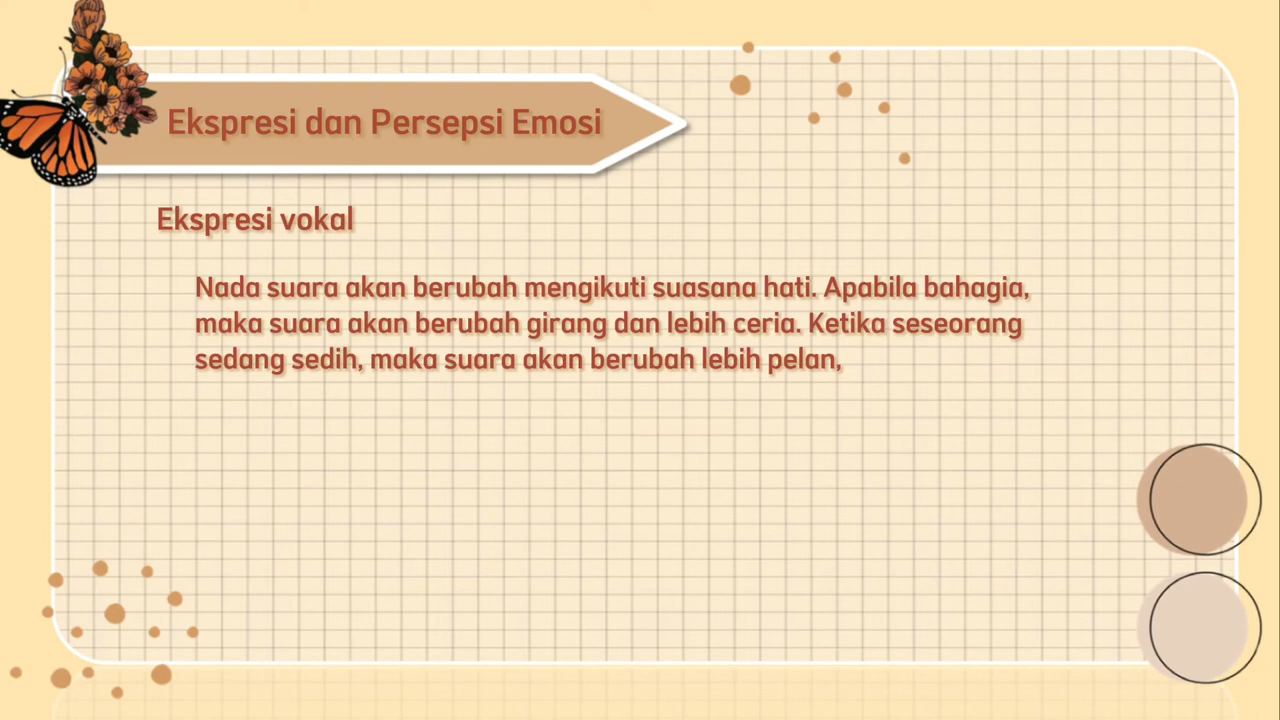 Ekspresi dan Persepsi Emosi
Ekspresi vokal
Nada suara akan berubah mengikuti suasana hati. Apabila bahagia,
maka suara akan berubah girang dan lebih ceria. Ketika seseorang
sedang sedih, maka suara akan berubah lebih pelan,